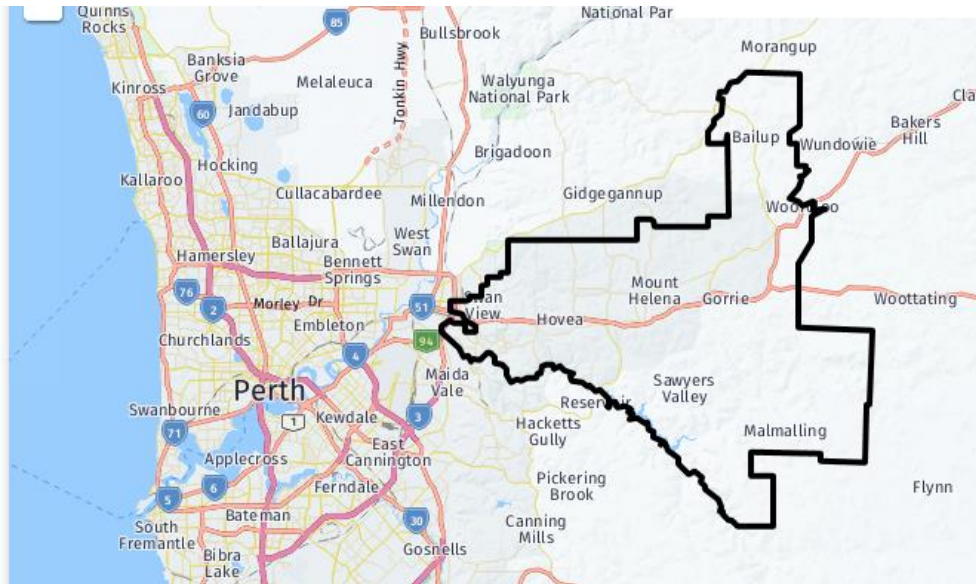 Quinns
Rocks
85
National Par
Bullsbrook
Morangup
Banksia
Grove
Melaleuca
Tonkin Hwy
Walyunga
National Park
Kinross
60
Jandabup
Bailup
Wundowie
Bakers
Hill
Cla
Brigadoon
Hocking
Kallaroo
Cullacabardee
Millendon
Gidgegannup
Ballajura
West
Swan
Hamersley
Bennett
Springs
76
2
Morley Dr
51
Swan
View
Mount
Helena
Gorrie
Woottating
Embleton
Hovea
Churchlands
4
94
Perth
Maida
Vale
Sawyers
Valley
Swanbourne
1
Kewdale
3
Reservoir
Hacketts
Gully
71
East
Cannington
Malmalling
Applecross
Pickering
Brook
Flynn
5
6
Ferndale
Bateman
30
Canning
Mills
South
Fremantle
Bibra
Lake
Gosnells